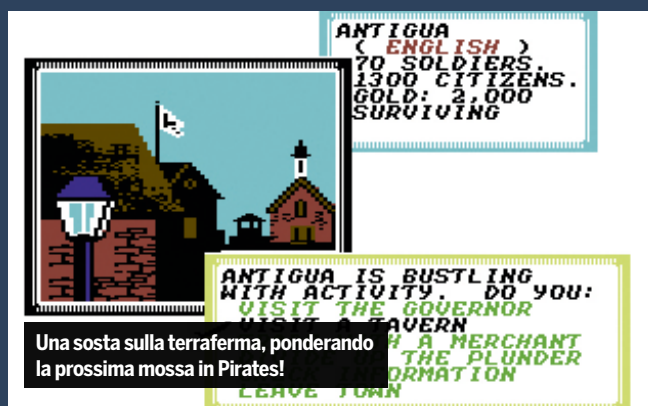 ANTIGUA
( ENGLISH )
70 SOLDIERS.
1300 CITIZENS.
GOLD: 2,000
SURVIVING
ANTIGUA IS BUSTLING
WITH ACTIVITY. DO YOU:
VISIT THE GOVERNOR
VISIT A TAVERN
A MERCHANT
THE PLUNDER
INFORMATION
LEAVE TOWN
Una sosta sulla terraferma, ponderando
la prossima mossa in Pirates!